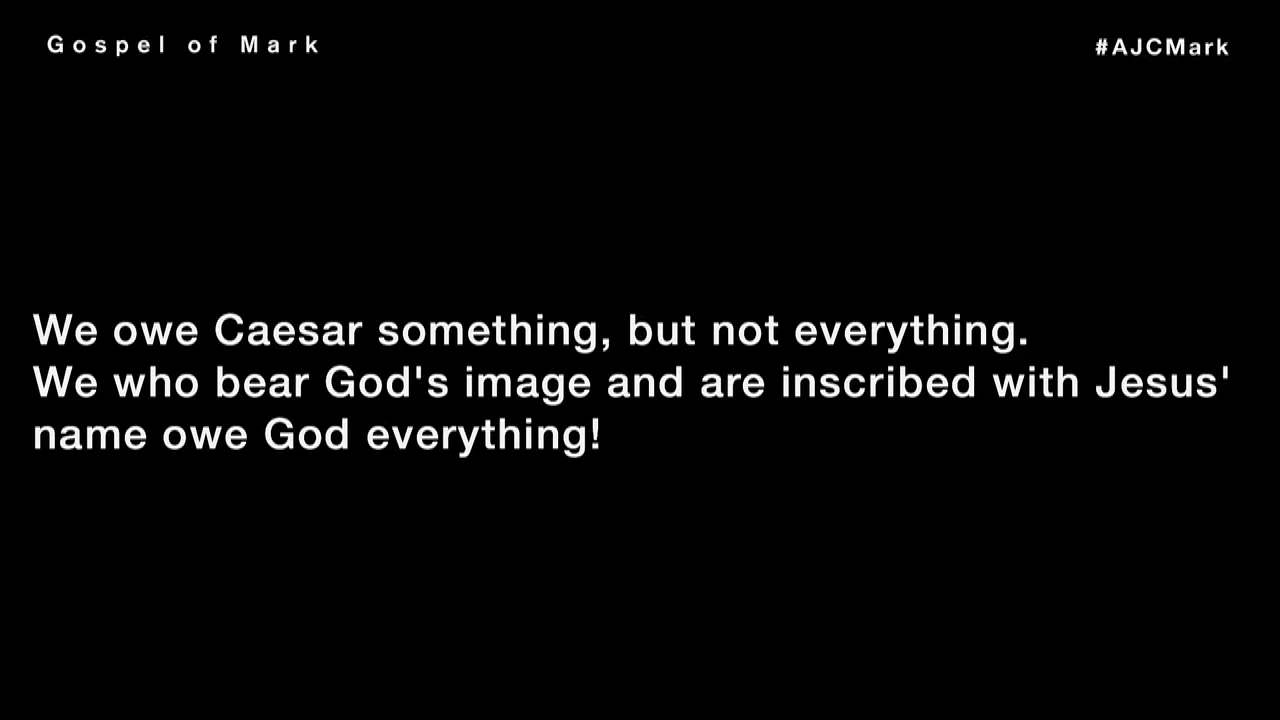 Gospel of Mark
#AJCMark
We owe Caesar something, but not everything.
We who bear God's image and are inscribed with Jesus'
name owe God everything!